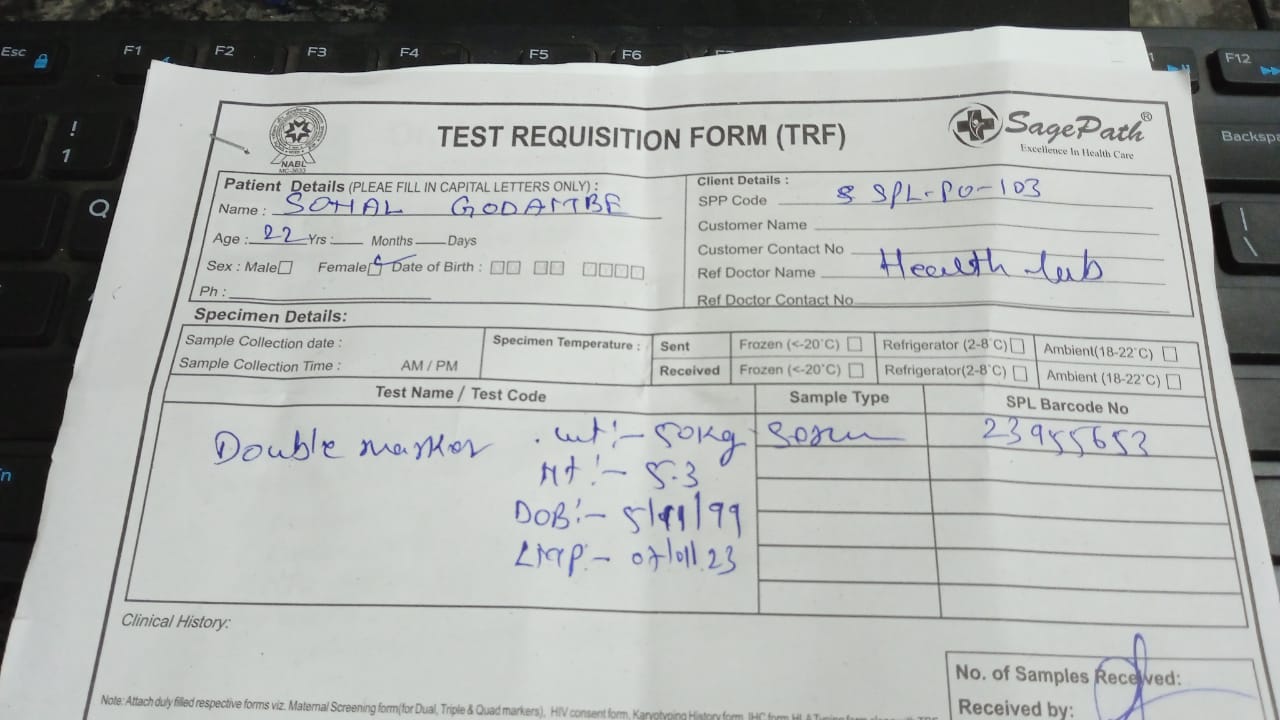 Esc F1 F2 F3 F4 F5 F6 F12
! 1
Backspa
Q
TEST REQUISITION FORM (TRF)
NABL
SagePath®
Excellence In Health Care
Patient Details (PLEAE FILL IN CAPITAL LETTERS ONLY) :
Name : SOHAL GODAMBE
Age : 22 Yrs : Months Days
Sex : Male Female Date of Birth :
Ph :
Client Details :
SPP Code SPL-PU-103
Customer Name
Customer Contact No
Ref Doctor Name Health lab
Ref Doctor Contact No
Specimen Details:
Sample Collection date :
Sample Collection Time : AM / PM
Specimen Temperature :
Sent Frozen (<-20°C) Refrigerator (2-8°C) Ambient(18-22°C)
Received Frozen (<-20°C) Refrigerator(2-8°C) Ambient (18-22°C)
Test Name / Test Code Sample Type SPL Barcode No
Double marker . wt :- 50Kg 23955653
Ht :- 5.3
DOB :-
LMP :- 07/01/.23
Clinical History:
No. of Samples Received:
Received by:
Note: Attach duly filled respective forms viz. Maternal Screening form(for Dual, Triple & Quad markers), HIV consent form, Karyotyping History form, IHC form